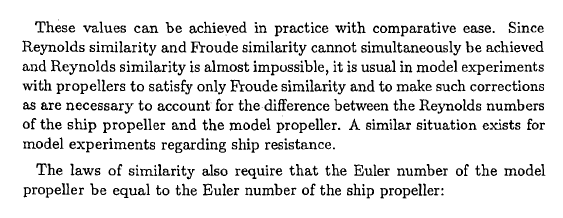 These values can be achieved in practice with comparative ease. Since
Reynolds similarity and Froude similarity cannot simultaneously be achieved
and Reynolds similarity is almost impossible, it is usual in model experiments
with propellers to satisfy only Froude similarity and to make such corrections
as are necessary to account for the difference between the Reynolds numbers
of the ship propeller and the model propeller. A similar situation exists for
model experiments regarding ship resistance.
The laws of similarity also require that the Euler number of the model
propeller be equal to the Euler number of the ship propeller: